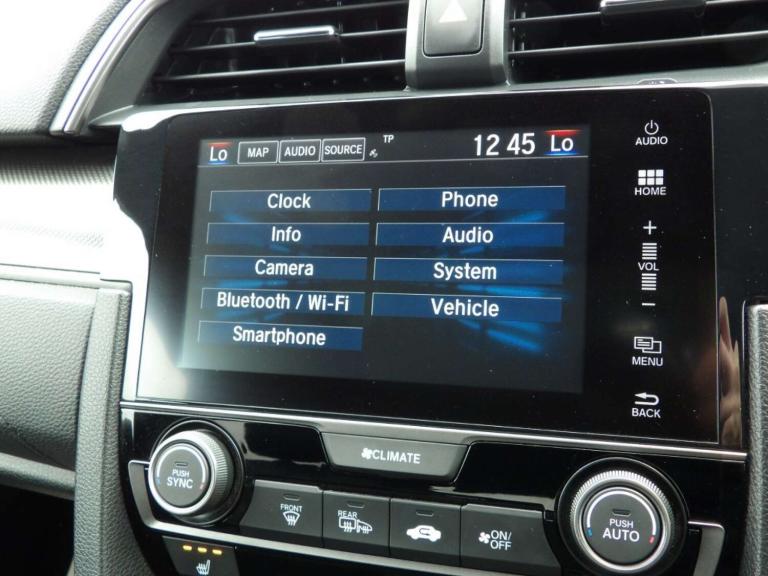 Lo MAP AUDIO SOURCE TP 12 45 Lo
Clock Phone
Info Audio
Camera System
Bluetooth / Wi-Fi Vehicle
Smartphone
AUDIO
HOME
+
VOL
−
MENU
BACK
CLIMATE
PUSH
SYNC
FRONT
REAR
ON/
OFF
PUSH
AUTO